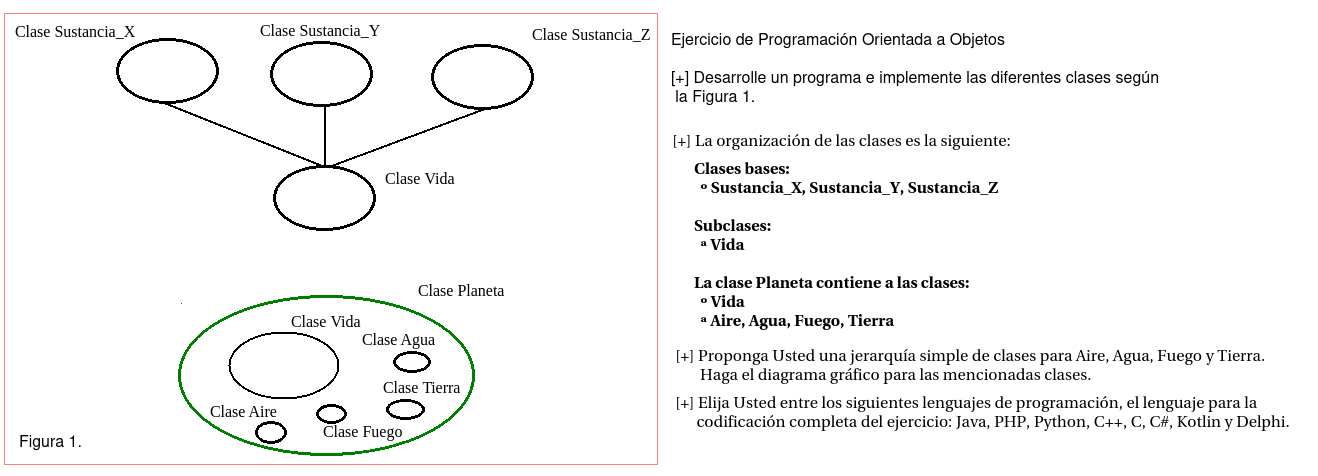 Clase Sustancia_X
Clase Sustancia_Y
Clase Sustancia_Z
Clase Vida
Clase Planeta
Clase Vida
Clase Agua
Clase Tierra
Clase Aire
Clase Fuego
Figura 1.
Ejercicio de Programación Orientada a Objetos
[+] Desarrolle un programa e implemente las diferentes clases según
la Figura 1.
[+] La organización de las clases es la siguiente:
Clases bases:
º Sustancia_X, Sustancia_Y, Sustancia_Z
Subclases:
ª Vida
La clase Planeta contiene a las clases:
º Vida
ª Aire, Agua, Fuego, Tierra
[+] Proponga Usted una jerarquía simple de clases para Aire, Agua, Fuego y Tierra.
Haga el diagrama gráfico para las mencionadas clases.
[+] Elija Usted entre los siguientes lenguajes de programación, el lenguaje para la
codificación completa del ejercicio: Java, PHP, Python, C++, C, C#, Kotlin y Delphi.